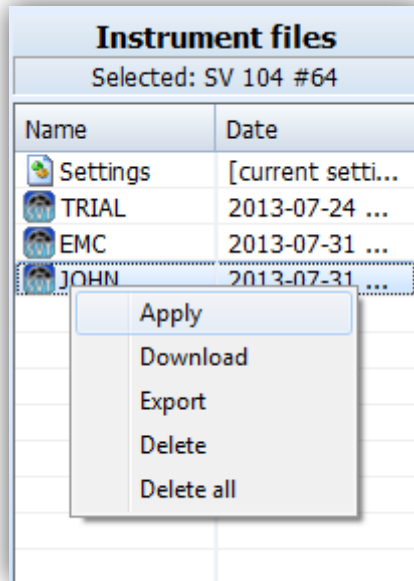 Instrument files
Selected: SV 104 #64
Name Date
Settings [current setti...
TRIAL 2013-07-24 ...
EMC 2013-07-31 ...
JOHN 2013-07-31 ...
Apply
Download
Export
Delete
Delete all